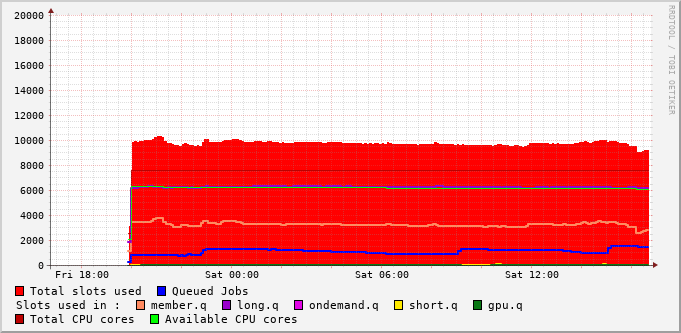 RRDTOOL / TOBI OETIKER
20000
18000
16000
14000
12000
10000
8000
6000
4000
2000
0
Fri 18:00 Sat 00:00 Sat 06:00 Sat 12:00
Total slots used Queued Jobs
Slots used in : member.q long.q ondemand.q short.q gpu.q
Total CPU cores Available CPU cores